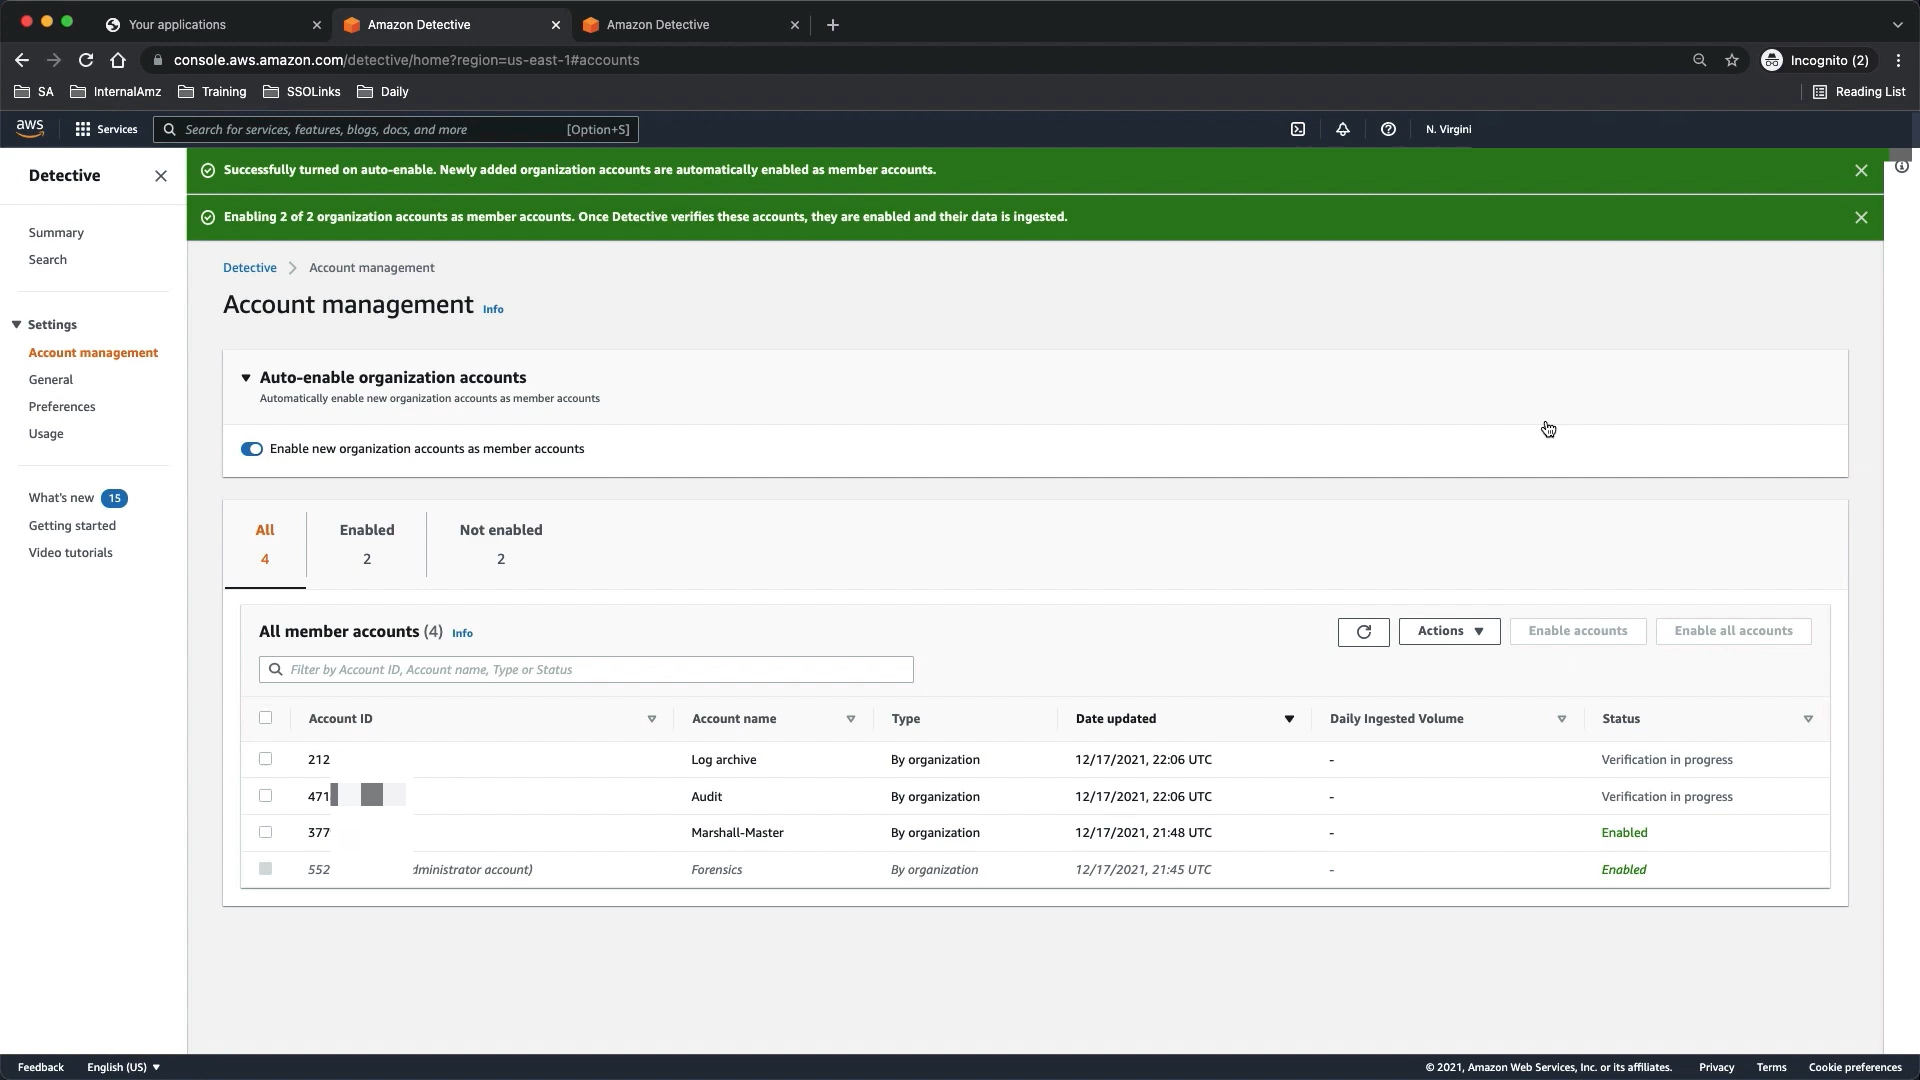 Your applications
Amazon Detective
Amazon Detective
console.aws.amazon.com/detective/home?region=us-east-1#accounts
Incognito (2)
SA InternalAmz Training SSOLinks Daily
Reading List
aws Services Search for services, features, blogs, docs, and more [Option+S] N. Virgini
Detective
Summary
Search
Settings
Account management
General
Preferences
Usage
What's new 15
Getting started
Video tutorials
Successfully turned on auto-enable. Newly added organization accounts are automatically enabled as member accounts.
Enabling 2 of 2 organization accounts as member accounts. Once Detective verifies these accounts, they are enabled and their data is ingested.
Detective Account management
Account management Info
Auto-enable organization accounts
Automatically enable new organization accounts as member accounts
Enable new organization accounts as member accounts
All Enabled Not enabled
4 2 2
All member accounts (4) Info
Actions Enable accounts Enable all accounts
Filter by Account ID, Account name, Type or Status
Account ID Account name Type Date updated Daily Ingested Volume Status
212 Log archive By organization 12/17/2021, 22:06 UTC - Verification in progress
471 Audit By organization 12/17/2021, 22:06 UTC - Verification in progress
377 Marshall-Master By organization 12/17/2021, 21:48 UTC - Enabled
552 dministrator account) Forensics By organization 12/17/2021, 21:45 UTC - Enabled
Feedback English (US) © 2021, Amazon Web Services, Inc. or its affiliates. Privacy Terms Cookie preferences